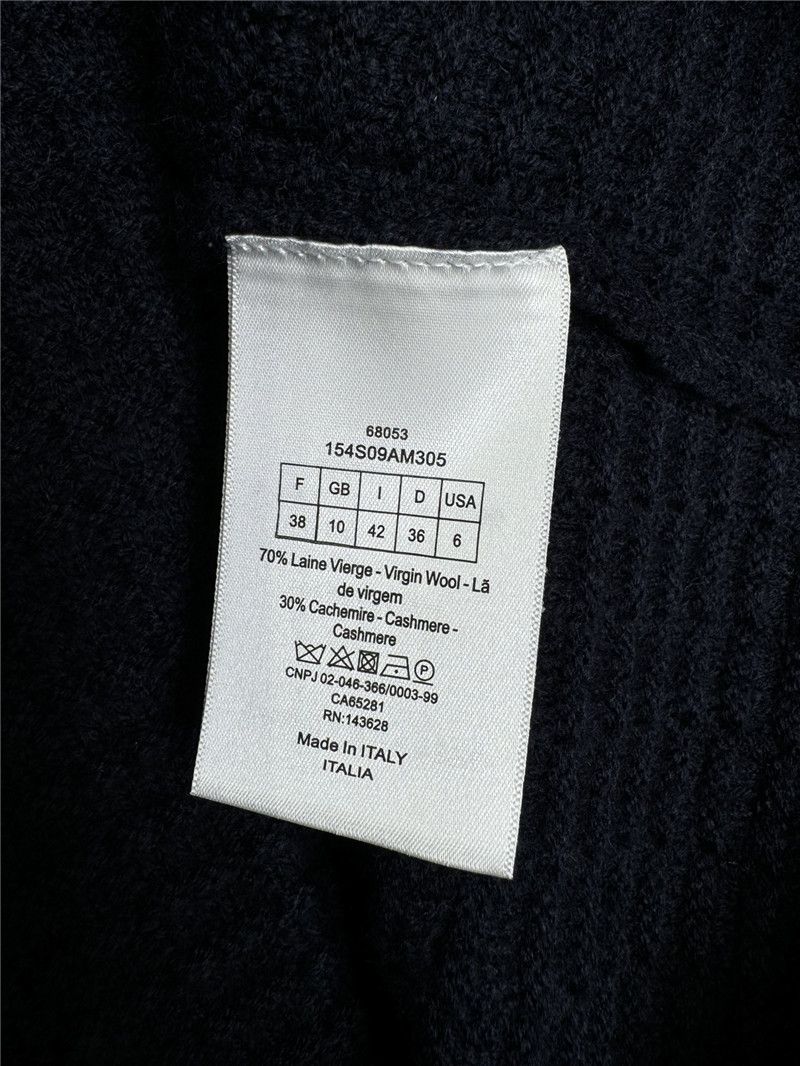 68053
154S09AM305
F GB I D USA
38 10 42 36 6
70% Laine Vierge - Virgin Wool - Lã
de virgem
30% Cachemire - Cashmere -
Cashmere
P
CNPJ 02-046-366/0003-99
CA65281
RN:143628
Made In ITALY
ITALIA